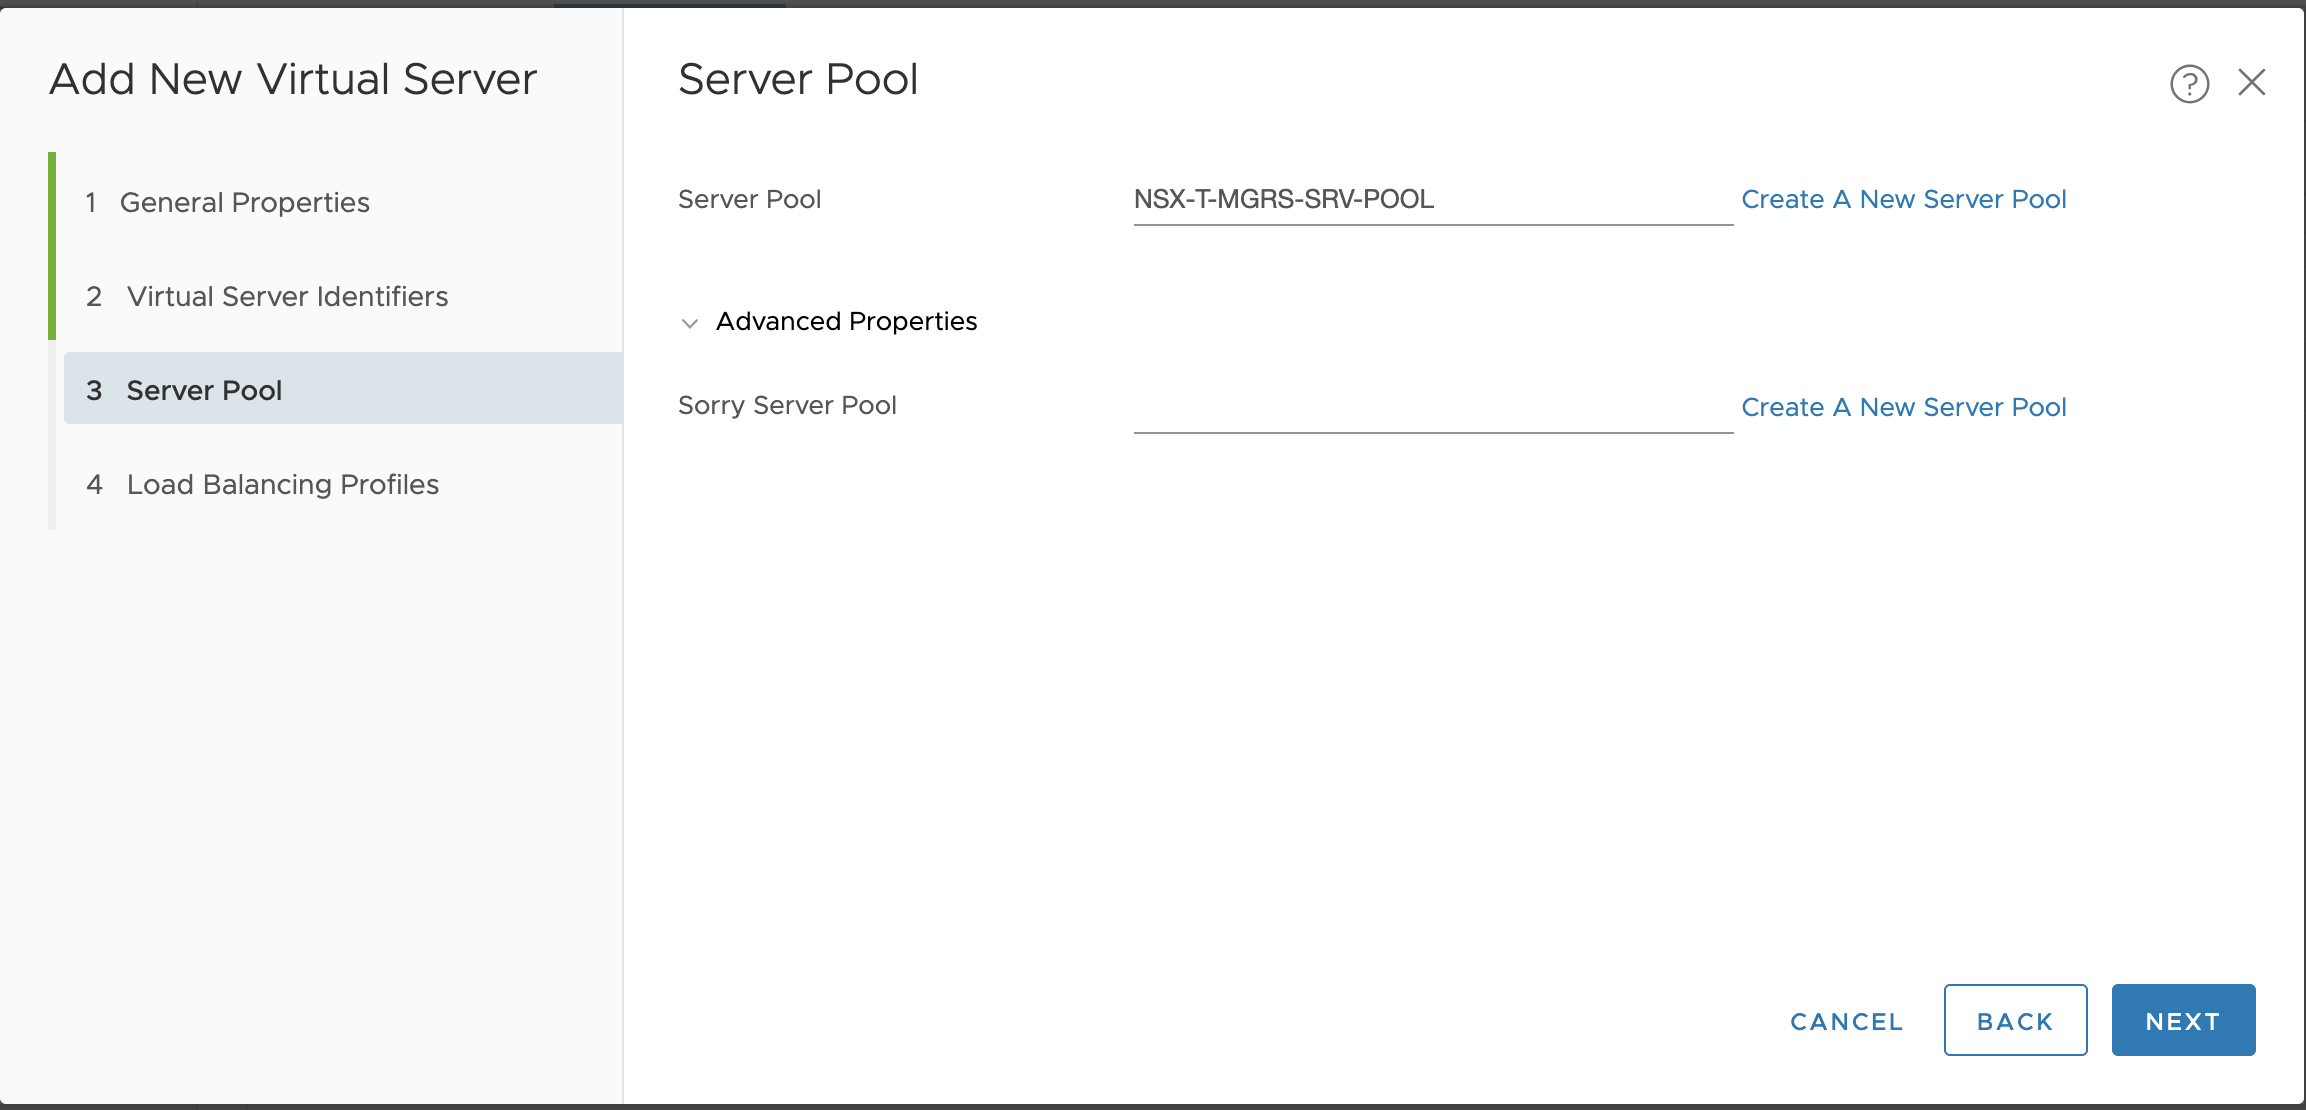 Add New Virtual Server
1 General Properties
2 Virtual Server Identifiers
3 Server Pool
4 Load Balancing Profiles
Server Pool
?
Server Pool NSX-T-MGRS-SRV-POOL Create A New Server Pool
Advanced Properties
Sorry Server Pool Create A New Server Pool
CANCEL BACK NEXT